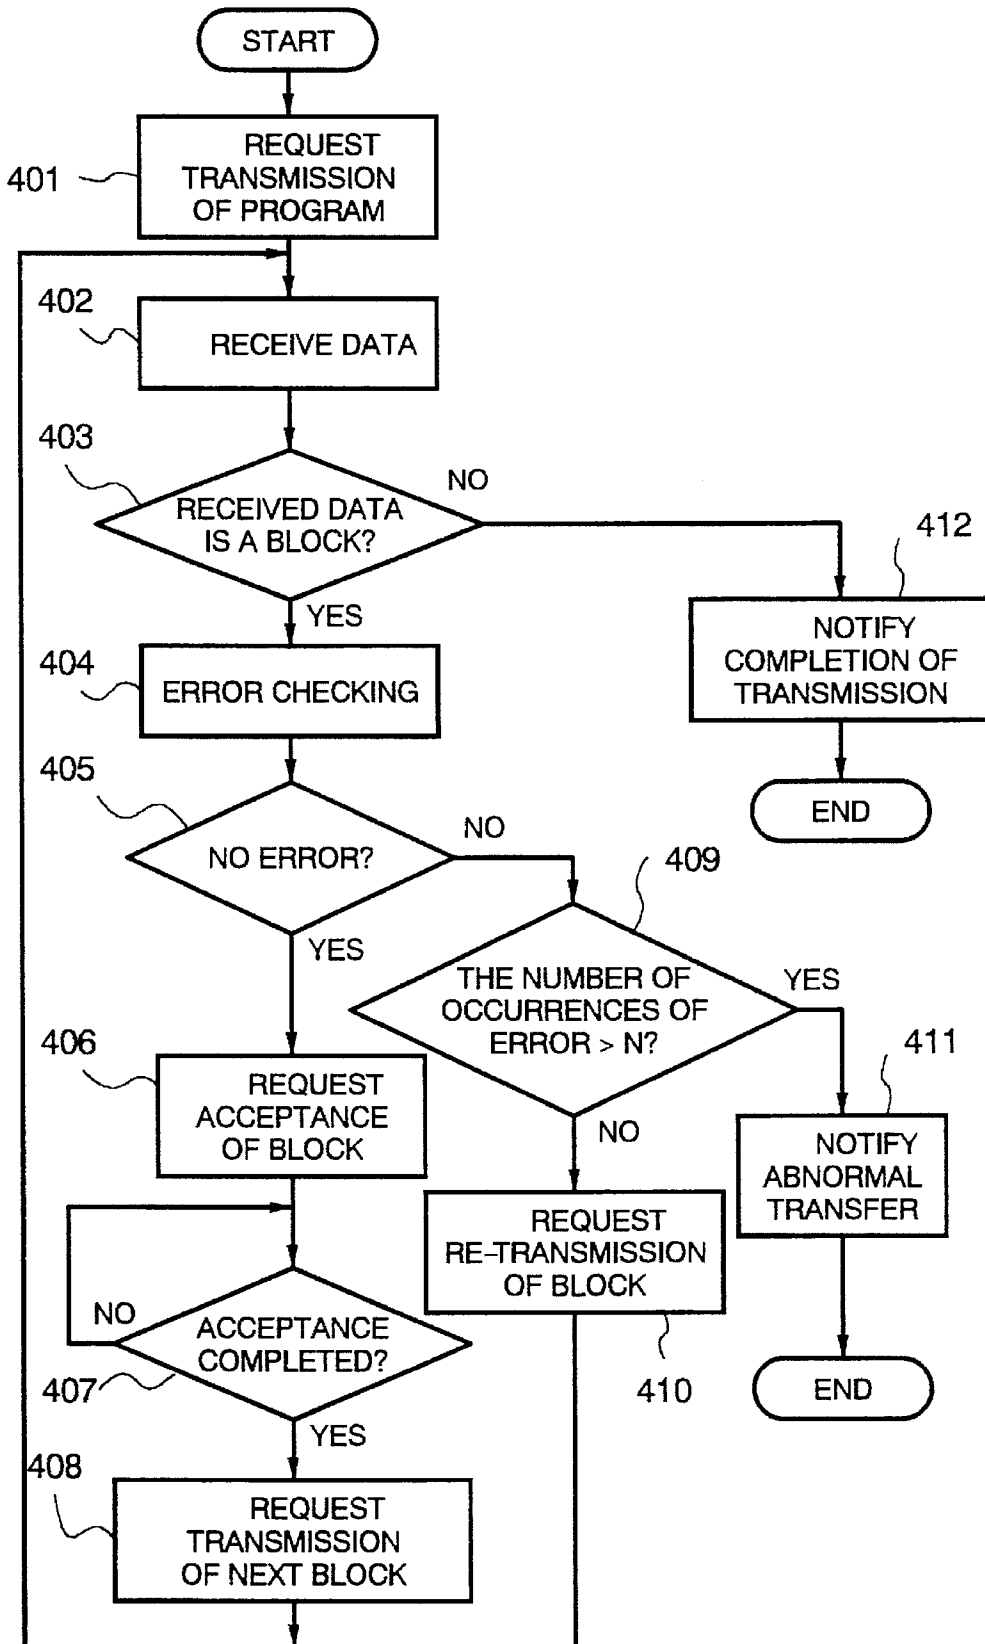 START
401
REQUEST
TRANSMISSION
OF PROGRAM
402
RECEIVE DATA
403
RECEIVED DATA
IS A BLOCK?
NO
YES
412
NOTIFY
COMPLETION OF
TRANSMISSION
END
404
ERROR CHECKING
405
NO ERROR?
NO
YES
409
THE NUMBER OF
OCCURRENCES OF
ERROR > N?
YES
NO
411
NOTIFY
ABNORMAL
TRANSFER
END
406
REQUEST
ACCEPTANCE
OF BLOCK
REQUEST
RE-TRANSMISSION
OF BLOCK
410
NO
ACCEPTANCE
COMPLETED?
407
YES
408
REQUEST
TRANSMISSION
OF NEXT BLOCK